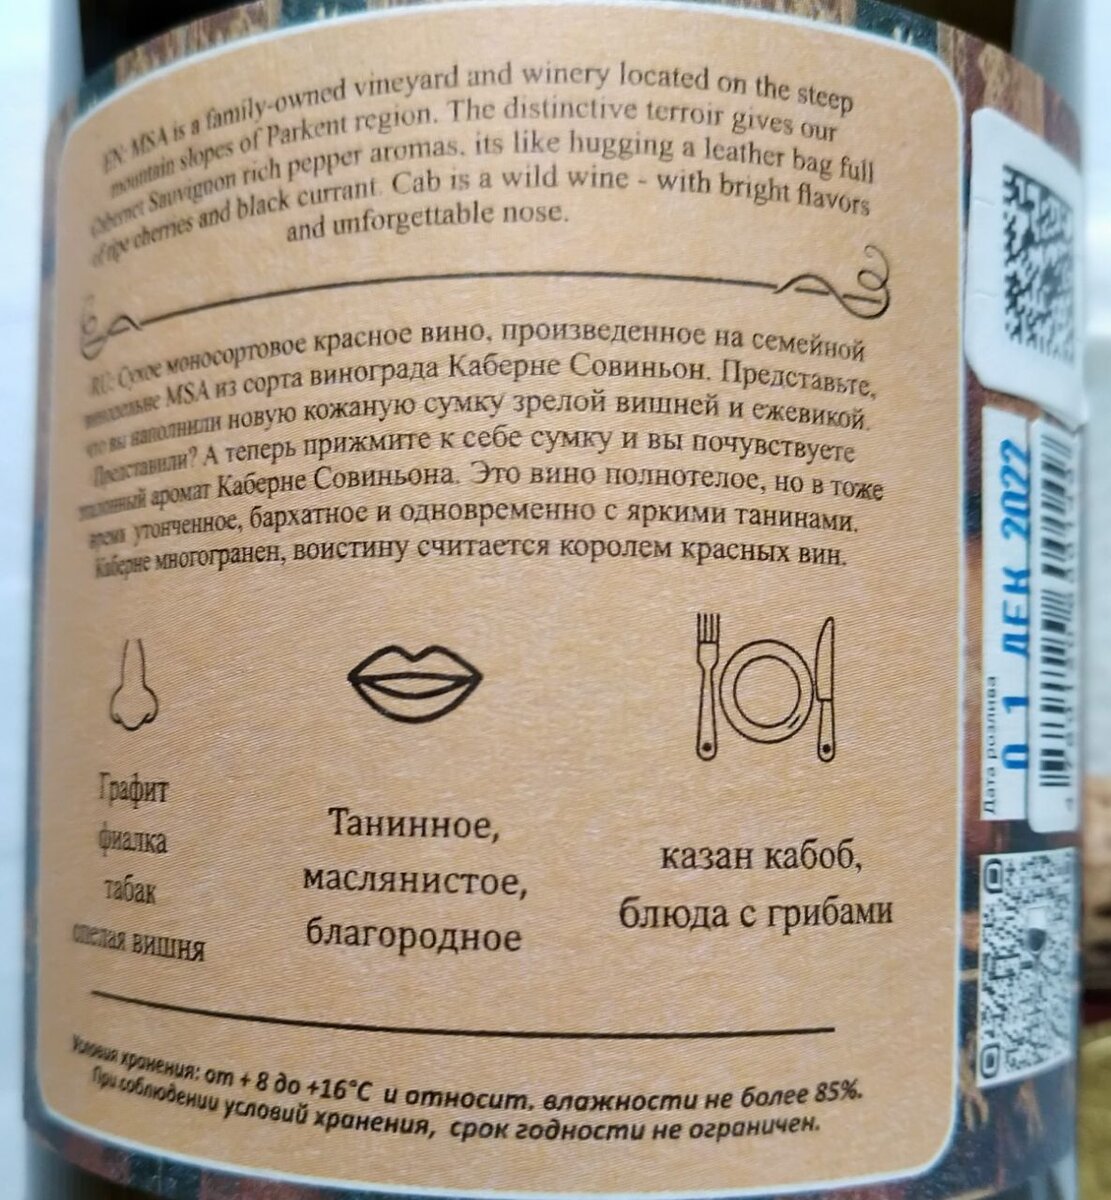 EN: MSA is a family-owned vineyard and winery located on the steep
mountain slopes of Parkent region. The distinctive terroir gives our
Cabernet Sauvignon rich pepper aromas. its like hugging a leather bag full
of ripe cherries and black currant. Cab is a wild wine - with bright flavors
and unforgettable nose.
RU: Сухое моносортовое красное вино, произведенное на семейной
винодельне MSA из сорта винограда Каберне Совиньон. Представьте,
что вы наполнили новую кожаную сумку зрелой вишней и ежевикой.
Представили? А теперь прижмите к себе сумку и вы почувствуете
эталонный аромат Каберне Совиньона. Это вино полнотелое, но в тоже
время утонченное, бархатное и одновременно с яркими танинами.
Каберне многогранен, воистину считается королем красных вин.
Графит
фиалка
табак
спелая вишня
Танинное,
маслянистое,
благородное
казан кабоб,
блюда с грибами
Условия хранения: от + 8 до +16°C и относит. влажности не более 85%.
При соблюдении условий хранения, срок годности не ограничен.
Дата розлива
0 1 ДЕК 2022